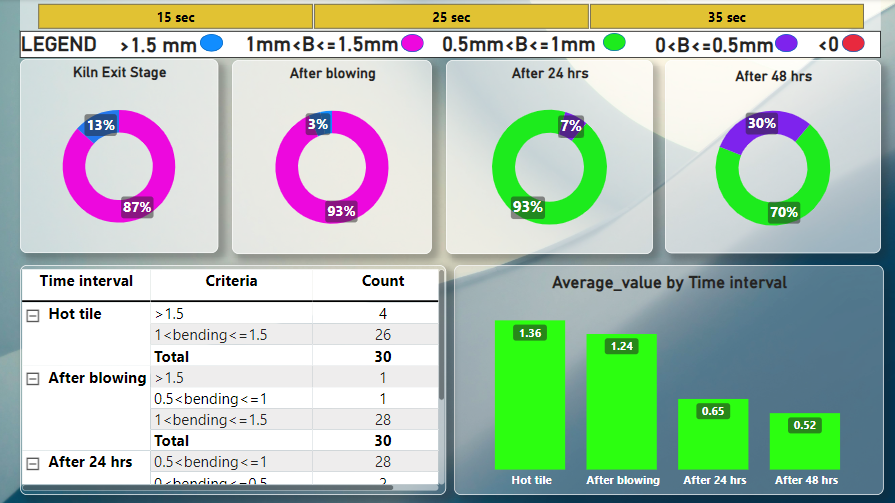 15 sec 25 sec 35 sec
LEGEND >1.5 mm 1mm<B<=1.5mm 0.5mm<B<=1mm 0<B<=0.5mm <0
Kiln Exit Stage
13%
87%
After blowing
3%
93%
After 24 hrs
7%
93%
After 48 hrs
30%
70%
Time interval Criteria Count
Hot tile >1.5 4
1<bending<=1.5 26
Total 30
After blowing >1.5 1
0.5<bending<=1 1
1<bending<=1.5 28
Total 30
After 24 hrs 0.5<bending<=1 28
0<bending<=0.5 2
Average_value by Time interval
1.36
1.24
0.65
0.52
Hot tile After blowing After 24 hrs After 48 hrs